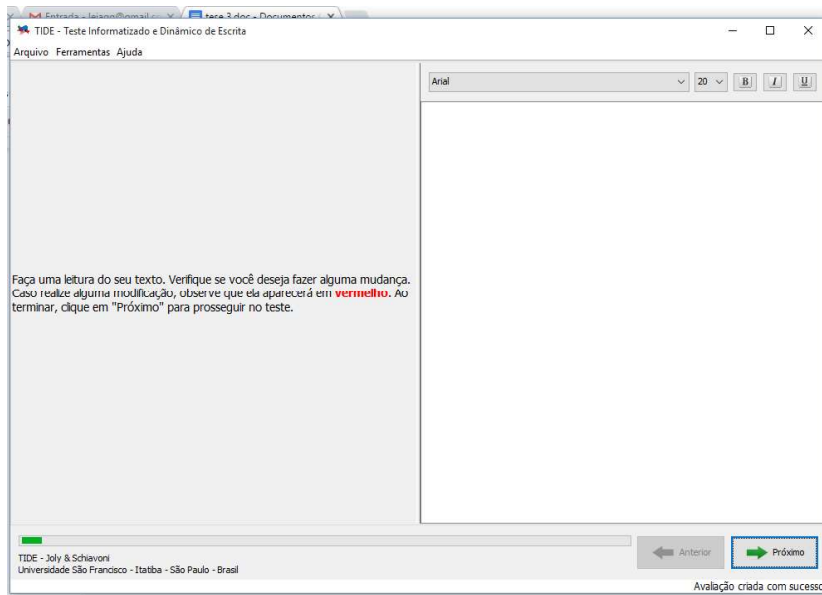 Entrada - lejagn@gmail.co
tese 3.doc - Documentos
TIDE - Teste Informatizado e Dinâmico de Escrita
Arquivo Ferramentas Ajuda
Arial
20
B I U
Faça uma leitura do seu texto. Verifique se você deseja fazer alguma mudança.
Caso realize alguma modificação, observe que ela aparecerá em vermelho. Ao
terminar, clique em "Próximo" para prosseguir no teste.
Anterior
Próximo
TIDE - Joly & Schiavoni
Universidade São Francisco - Itatiba - São Paulo - Brasil
Avaliação criada com sucesso